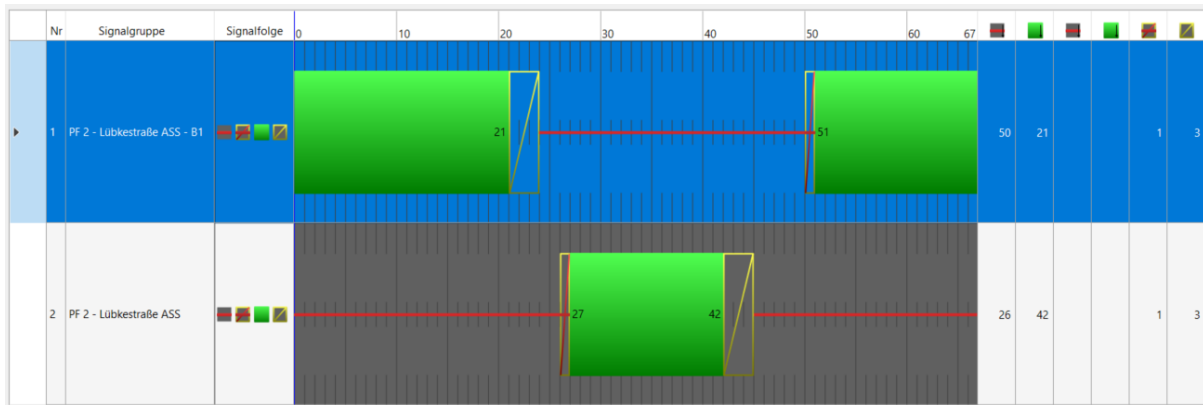 Nr Signalgruppe Signalfolge 0 10 20 30 40 50 60 67
1 PF 2 - Lübkestraße ASS - B1 21 51 50 21 1 3
2 PF 2 - Lübkestraße ASS 27 42 26 42 1 3